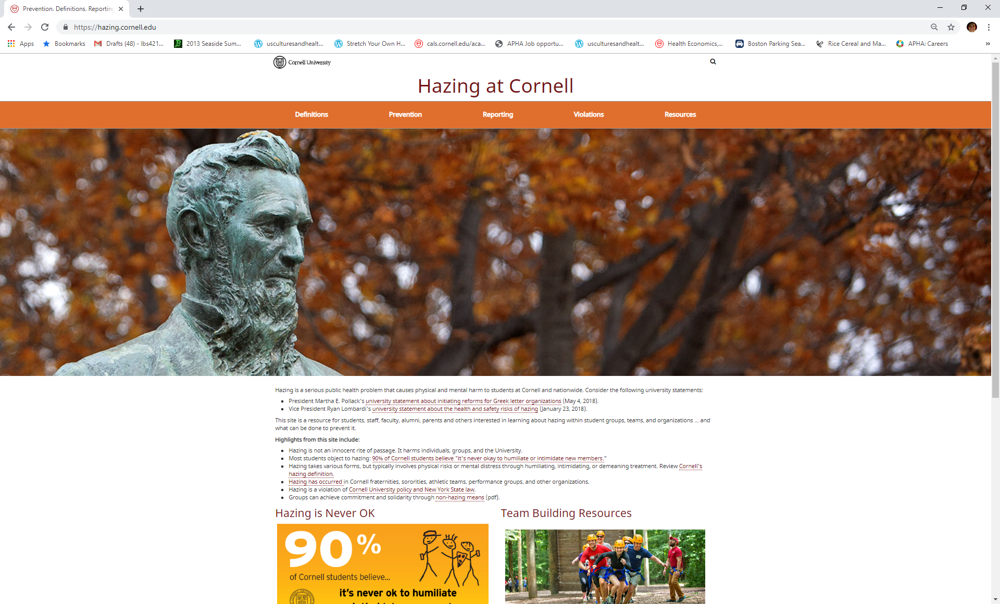 Prevention. Definitions. Reporting
https://hazing.cornell.edu
Apps
Bookmarks
Drafts (48) - lbs421...
2013 Seaside Sum...
usculturesandhealt...
Stretch Your Own H...
cals.cornell.edu/aca...
APHA Job opportu...
usculturesandhealt...
Health Economics,...
Boston Parking Sea...
Rice Cereal and Ma...
APHA: Careers
»
Cornell University
Hazing at Cornell
Definitions
Prevention
Reporting
Violations
Resources
Hazing is a serious public health problem that causes physical and mental harm to students at Cornell and nationwide. Consider the following university statements:
President Martha E. Pollack's university statement about initiating reforms for Greek letter organizations (May 4, 2018).
Vice President Ryan Lombardi's university statement about the health and safety risks of hazing (January 23, 2018).
This site is a resource for students, staff, faculty, alumni, parents and others interested in learning about hazing within student groups, teams, and organizations ... and
what can be done to prevent it.
Highlights from this site include:
Hazing is not an innocent rite of passage. It harms individuals, groups, and the University.
Most students object to hazing: 90% of Cornell students believe "it's never okay to humiliate or intimidate new members."
Hazing takes various forms, but typically involves physical risks or mental distress through humiliating, intimidating, or demeaning treatment. Review Cornell's
hazing definition.
Hazing has occurred in Cornell fraternities, sororities, athletic teams, performance groups, and other organizations.
Hazing is a violation of Cornell University policy and New York State law.
Groups can achieve commitment and solidarity through non-hazing means (pdf).
Hazing is Never OK
Team Building Resources
90%
of Cornell students believe...
it's never ok to humiliate